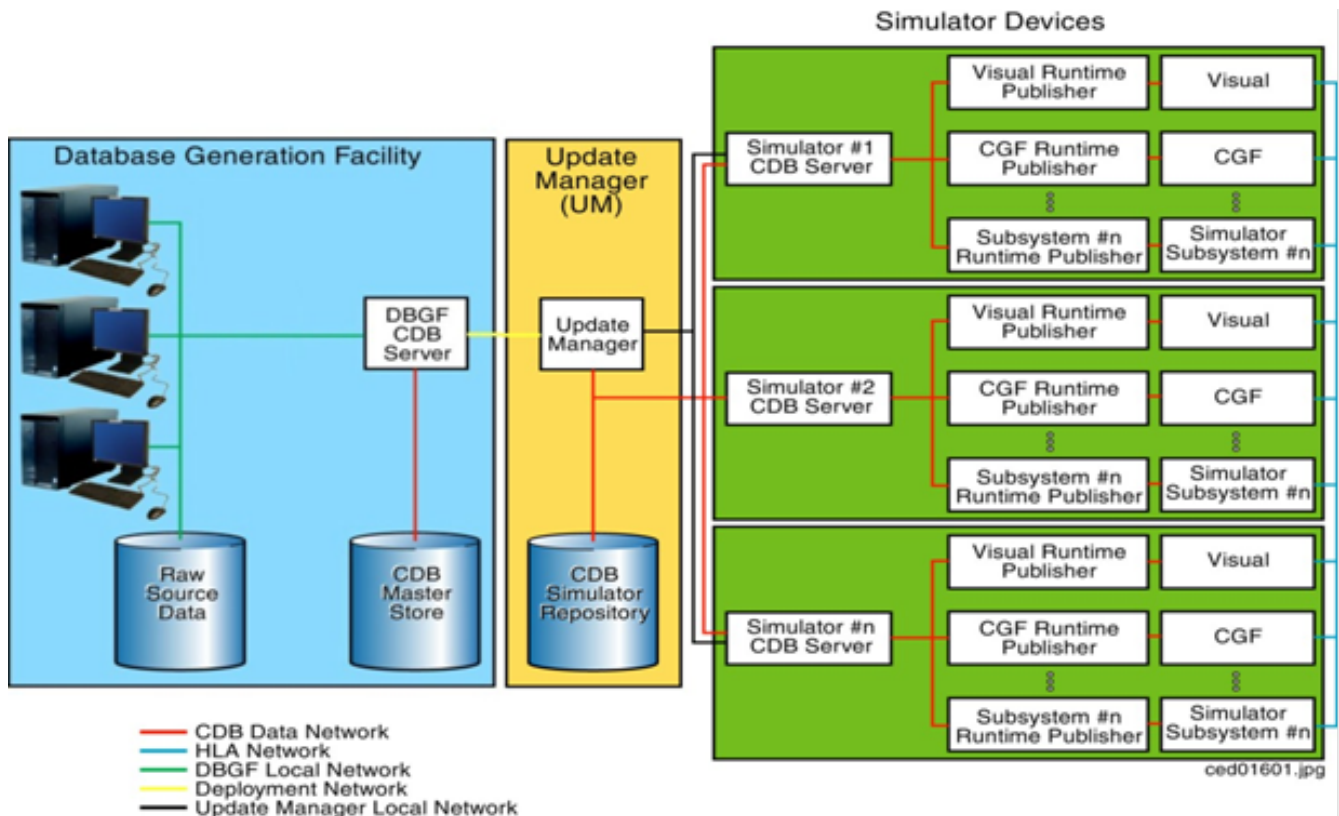 Simulator Devices
Database Generation Facility
DBGF
CDB
Server
Raw
Source
Data
CDB
Master
Store
Update
Manager
(UM)
Update
Manager
CDB
Simulator
Repository
Simulator #1
CDB Server
Visual Runtime
Publisher
Visual
CGF Runtime
Publisher
CGF
Subsystem #n
Runtime Publisher
Simulator
Subsystem #n
Simulator #2
CDB Server
Visual Runtime
Publisher
Visual
CGF Runtime
Publisher
CGF
Subsystem #n
Runtime Publisher
Simulator
Subsystem #n
Simulator #n
CDB Server
Visual Runtime
Publisher
Visual
CGF Runtime
Publisher
CGF
Subsystem #n
Runtime Publisher
Simulator
Subsystem #n
ced01601.jpg
CDB Data Network
HLA Network
DBGF Local Network
Deployment Network
Update Manager Local Network